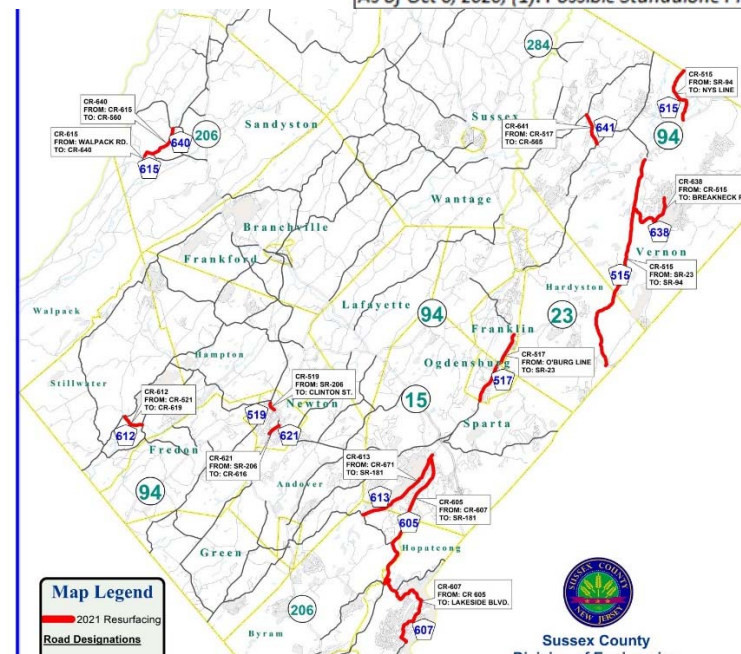 As of Oct 6, 2020, (1): Possible Standalone
284
CR-640
FROM: CR-615
TO: CR-560
CR-515
FROM: SR-94
TO: NYS LINE
CR-615
FROM: WALPACK RD.
TO: CR-640
640
206
615
Sandyston
Sussex
CR-641
FROM: CR-517
TO: CR-565
641
515
94
Wantage
CR-638
FROM: CR-515
TO: BREAKNECK
638
Branchville
Frankford
Vernon
515
CR-515
FROM: SR-23
TO: SR-94
Hardyston
Walpack
Lafayette
94
23
Franklin
Hampton
Ogdensburg
CR-517
FROM: O'BURG LINE
TO: SR-23
517
Stillwater
CR-612
FROM: CR-521
TO: CR-619
612
CR-519
FROM: SR-206
TO: CLINTON ST.
519
Newton
621
15
Sparta
Fredon
CR-621
FROM: SR-206
TO: CR-616
CR-613
FROM: CR-671
TO: SR-181
94
Andover
613
CR-605
FROM: CR-607
TO: SR-181
605
Green
Hopatcong
CR-607
FROM: CR 605
TO: LAKESIDE BLVD.
607
206
Byram
Map Legend
2021 Resurfacing
Road Designations
SUSSEX COUNTY
NEW JERSEY
Sussex County